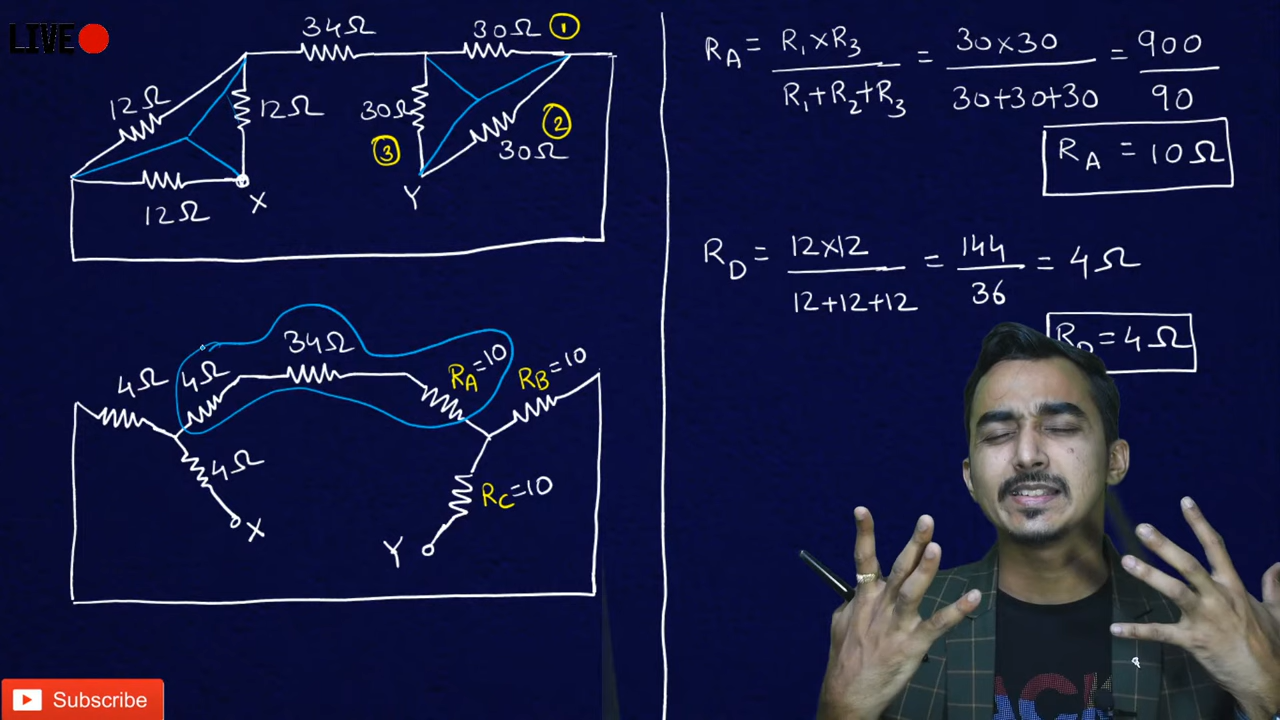 LIVE
34Ω
30Ω
1
12Ω
12Ω
30Ω
2
3
30Ω
12Ω
X
Y
34Ω
4Ω
4Ω
RA=10
RB=10
4Ω
RC=10
X
Y
RA = R1×R3 / R1+R2+R3 = 30×30 / 30+30+30 = 900 / 90
RA = 10Ω
RD = 12×12 / 12+12+12 = 144 / 36 = 4Ω
RD = 4Ω
Subscribe